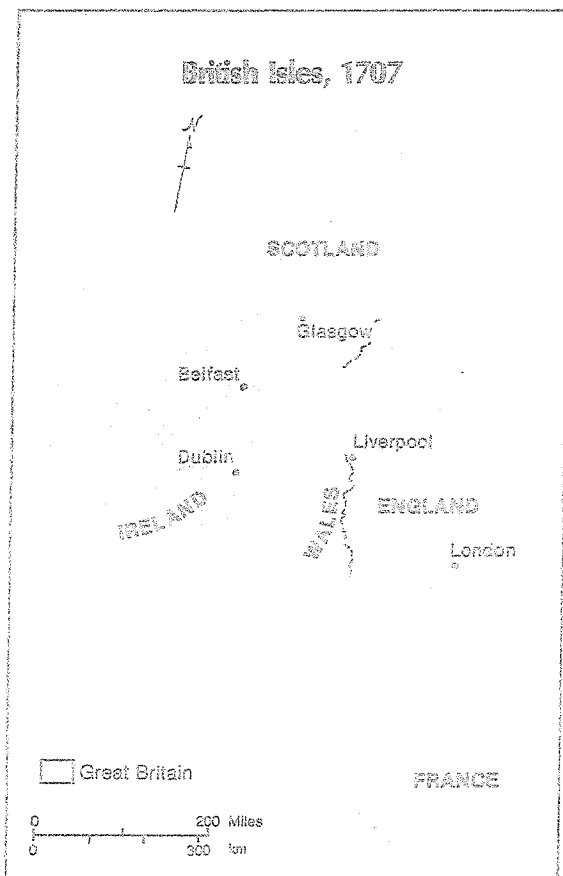 British Isles, 1707
N
SCOTLAND
Glasgow
Belfast
Liverpool
Dublin
IRELAND
WALES
ENGLAND
London
Great Britain
FRANCE
0 200 Miles
0 300 km